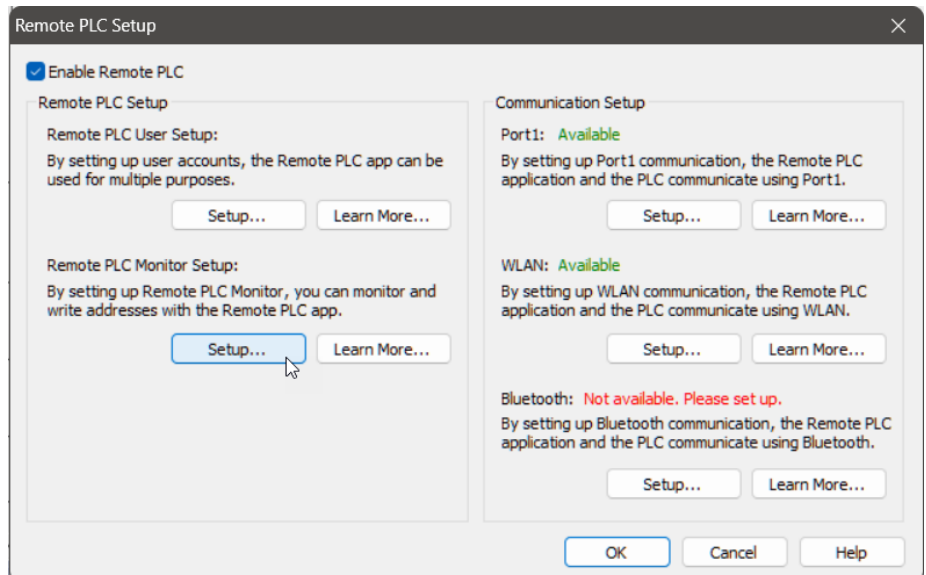 Remote PLC Setup
Enable Remote PLC
Remote PLC Setup
Remote PLC User Setup:
By setting up user accounts, the Remote PLC app can be
used for multiple purposes.
Setup...
Learn More...
Remote PLC Monitor Setup:
By setting up Remote PLC Monitor, you can monitor and
write addresses with the Remote PLC app.
Setup...
Learn More...
Communication Setup
Port1: Available
By setting up Port1 communication, the Remote PLC
application and the PLC communicate using Port1.
Setup...
Learn More...
WLAN: Available
By setting up WLAN communication, the Remote PLC
application and the PLC communicate using WLAN.
Setup...
Learn More...
Bluetooth: Not available. Please set up.
By setting up Bluetooth communication, the Remote PLC
application and the PLC communicate using Bluetooth.
Setup...
Learn More...
OK
Cancel
Help